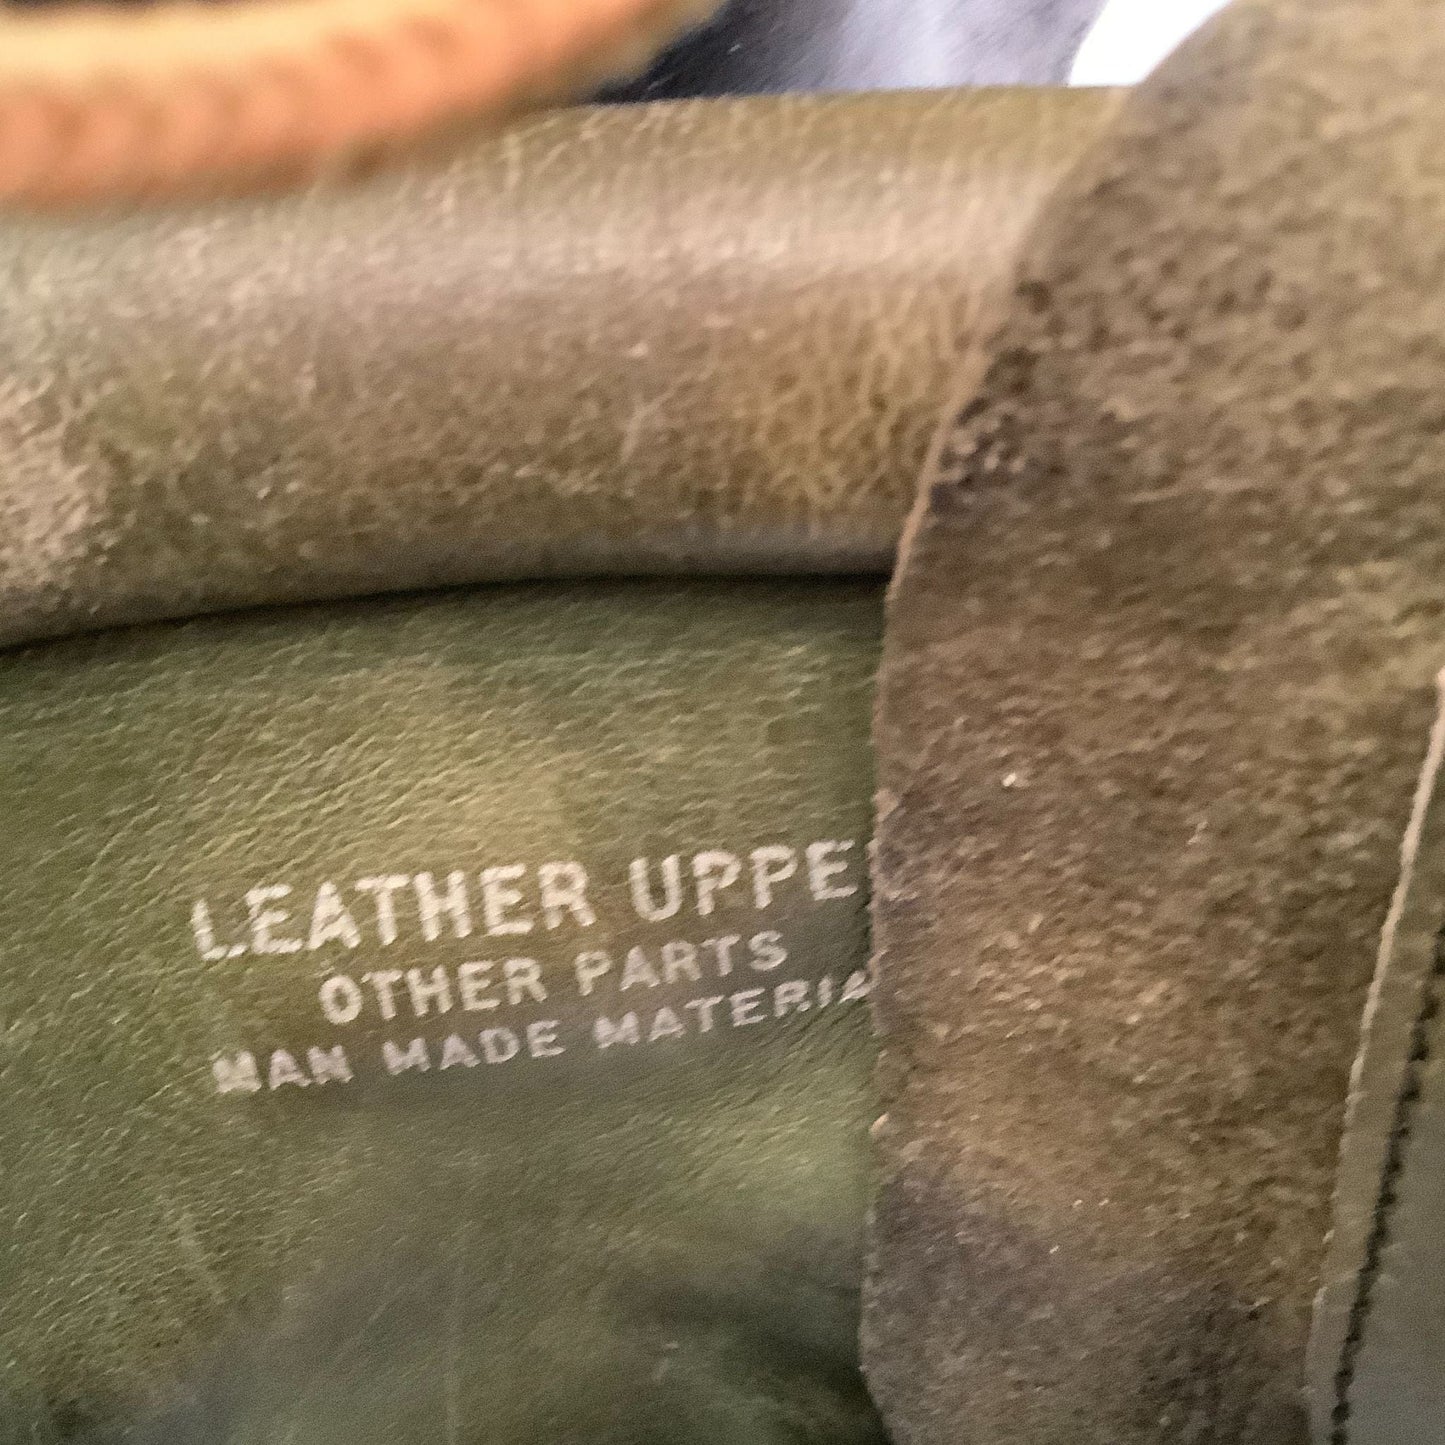 LEATHER UPPE
OTHER PARTS
MAN MADE MATERIA